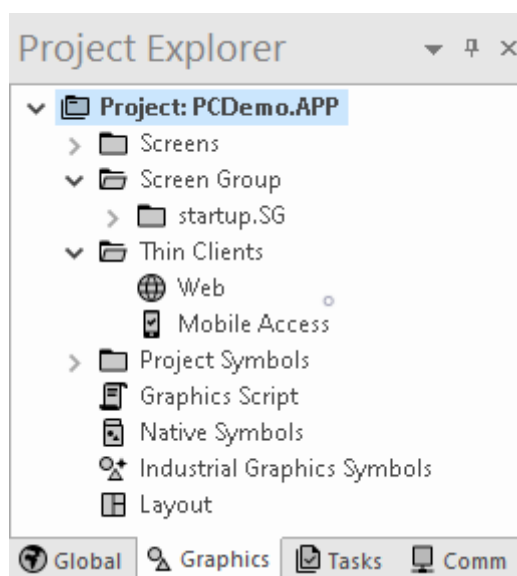 Project Explorer
Project: PCDemo.APP
Screens
Screen Group
startup.SG
Thin Clients
Web
Mobile Access
Project Symbols
Graphics Script
Native Symbols
Industrial Graphics Symbols
Layout
Global Graphics Tasks Comm